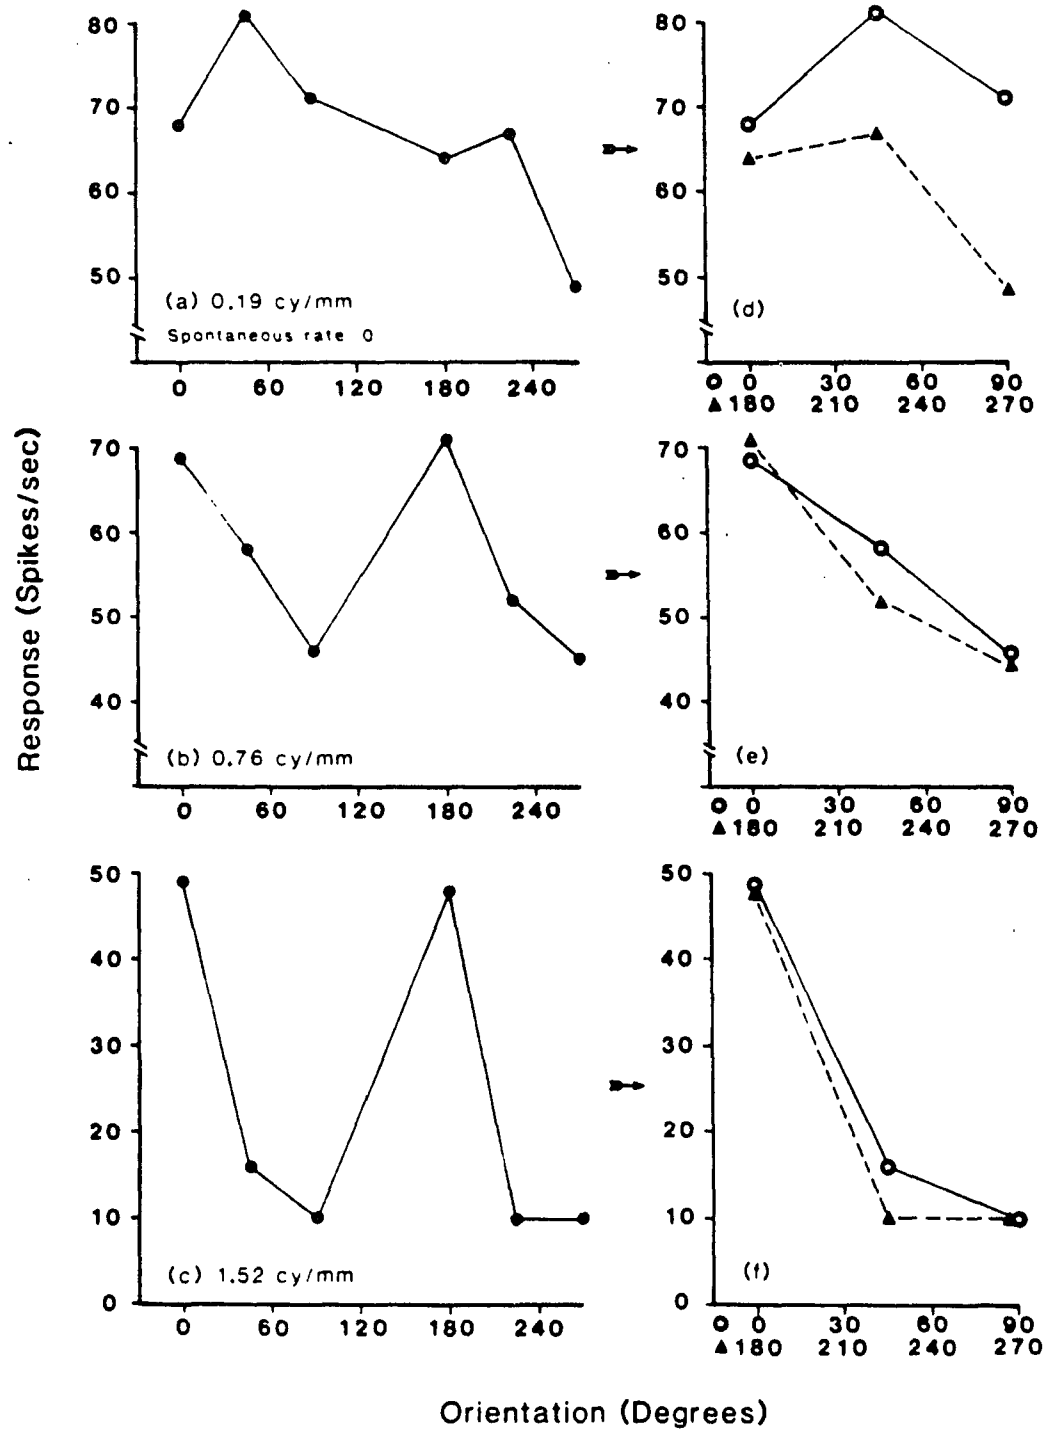 80
70
60
50
(a) 0.19 cy/mm
Spontaneous rate 0
0 60 120 180 240
80
70
60
50
(d)
0 30 60 90
180 210 240 270
Response (Spikes/sec)
70
60
50
40
(b) 0.76 cy/mm
0 60 120 180 240
70
60
50
40
(e)
0 30 60 90
180 210 240 270
50
40
30
20
10
0
(c) 1.52 cy/mm
0 60 120 180 240
50
40
30
20
10
0
(f)
0 30 60 90
180 210 240 270
Orientation (Degrees)